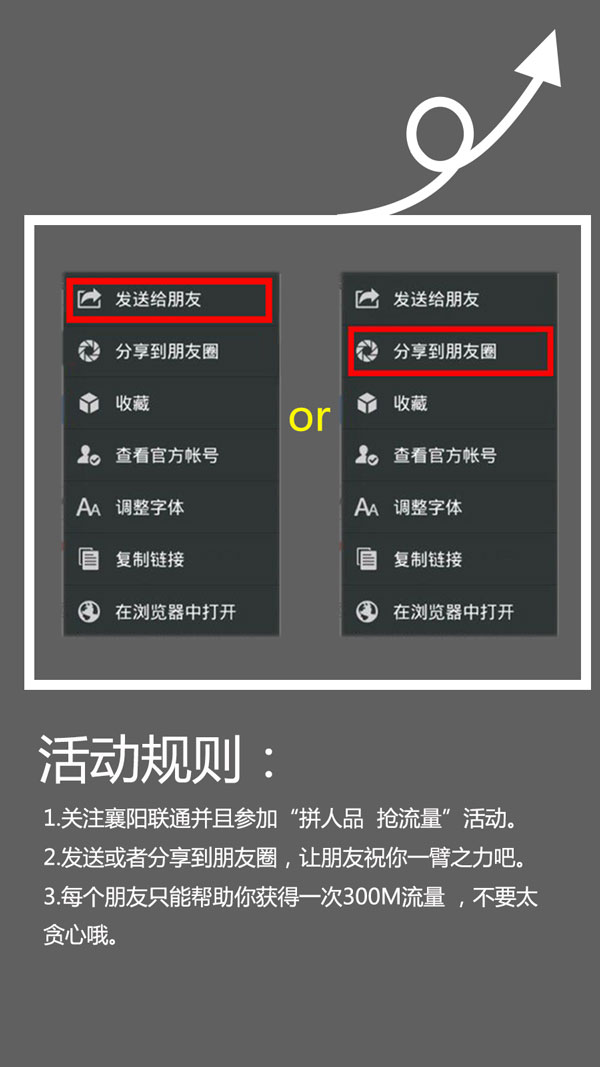 发送给朋友
分享到朋友圈
收藏
查看官方帐号
调整字体
复制链接
在浏览器中打开
or
发送给朋友
分享到朋友圈
收藏
查看官方帐号
调整字体
复制链接
在浏览器中打开
活动规则：
1.关注襄阳联通并且参加“拼人品 抢流量”活动。
2.发送或者分享到朋友圈，让朋友祝你一臂之力吧。
3.每个朋友只能帮助你获得一次300M流量 ，不要太
贪心哦。